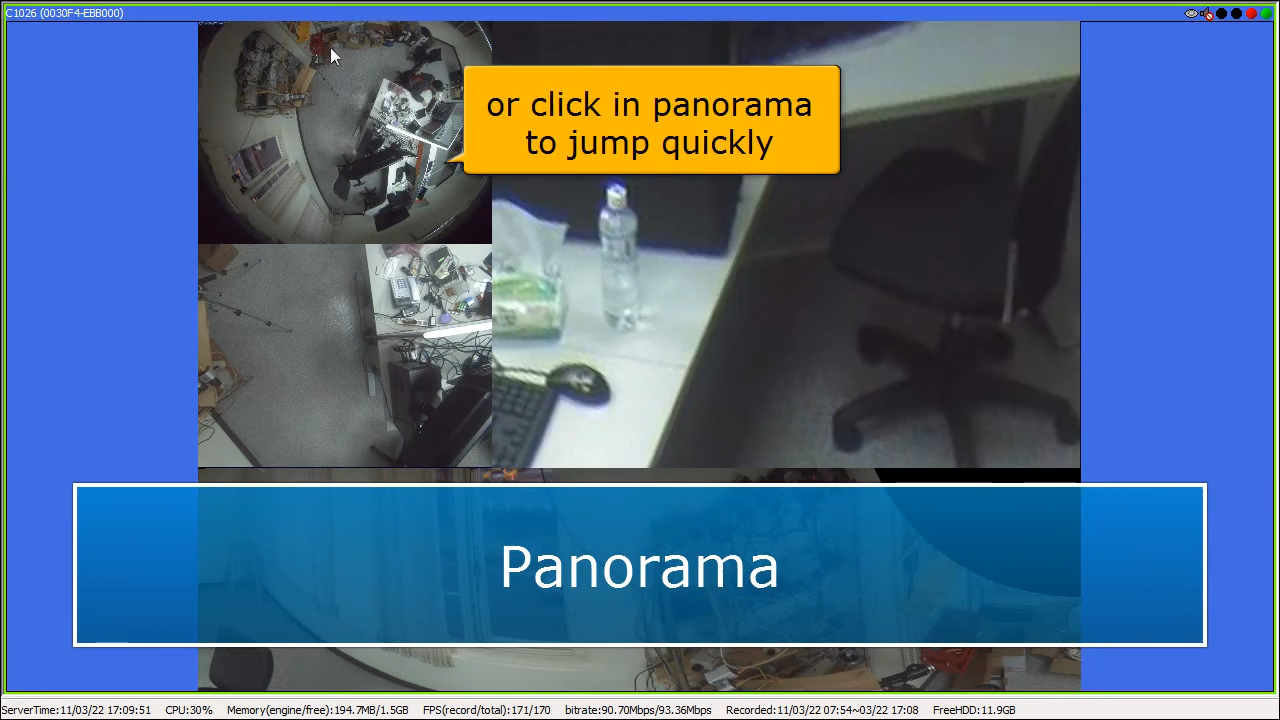 C1026 (0030F4-EBB000)
or click in panorama
to jump quickly
Panorama
ServerTime:11/03/22 17:09:51 CPU:30% Memory(engine/free):194.7MB/1.5GB FPS(record/total):171/170 bitrate:90.70Mbps/93.36Mbps Recorded:11/03/22 07:54~03/22 17:08 FreeHDD:11.9GB